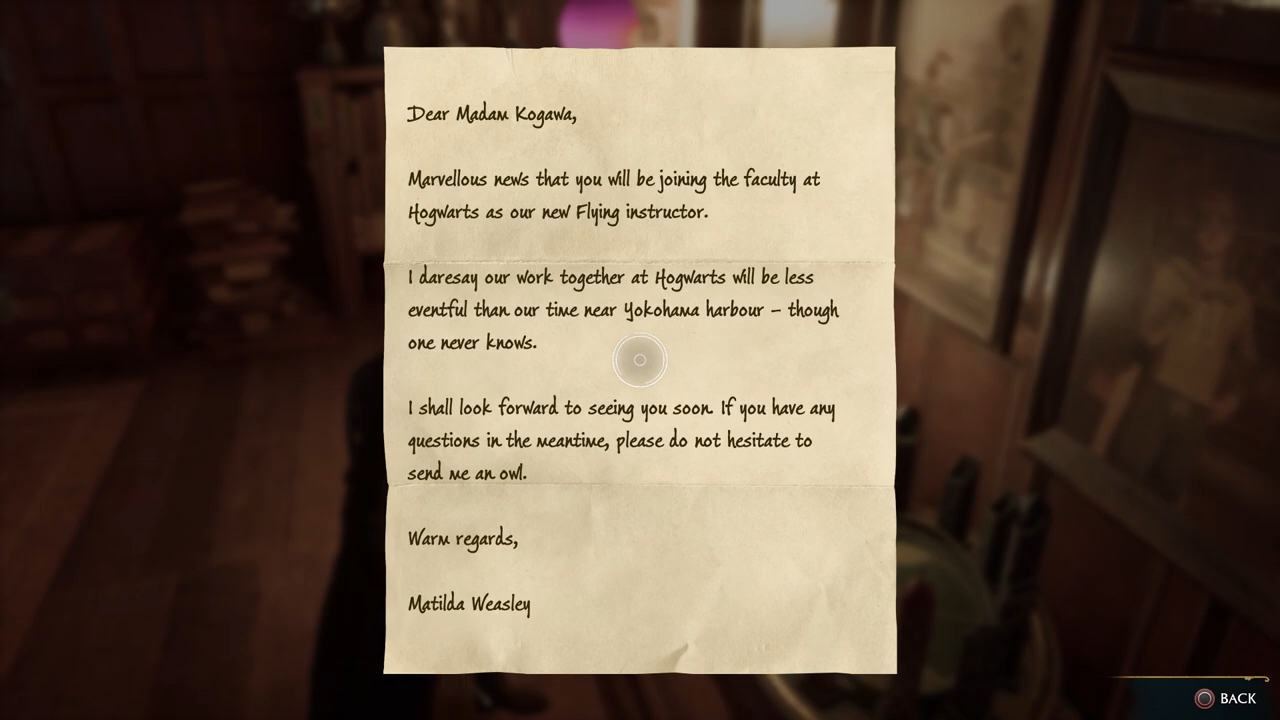 Dear Madam Kogawa,
Marvellous news that you will be joining the faculty at
Hogwarts as our new Flying instructor.
I daresay our work together at Hogwarts will be less
eventful than our time near Yokohama harbour – though
one never knows.
I shall look forward to seeing you soon. If you have any
questions in the meantime, please do not hesitate to
send me an owl.
Warm regards,
Matilda Weasley
BACK